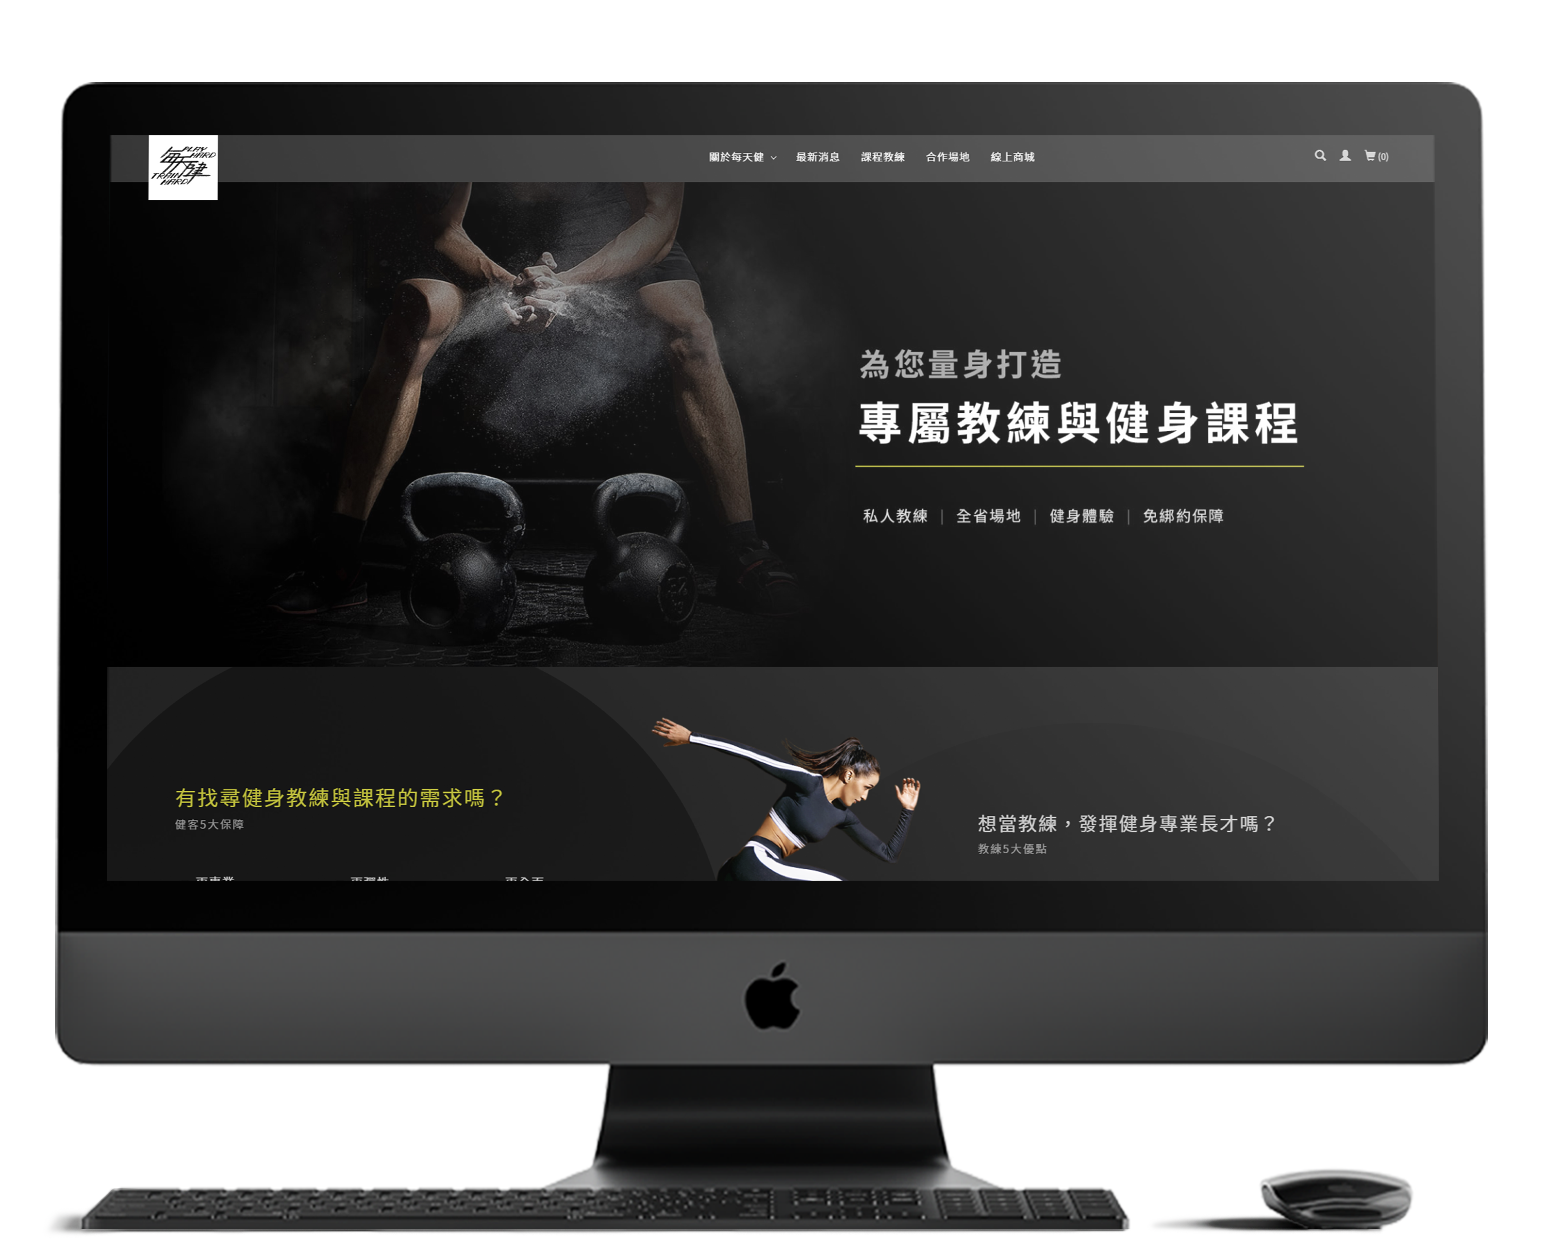 PLAY
HARD
每天健
TRAIN
HARD!
關於每天健
最新消息
課程教練
合作場地
線上商城
(0)
為您量身打造
專屬教練與健身課程
私人教練 | 全省場地 | 健身體驗 | 免綁約保障
有找尋健身教練與課程的需求嗎？
健客5大保障
想當教練，發揮健身專業長才嗎？
教練5大優點